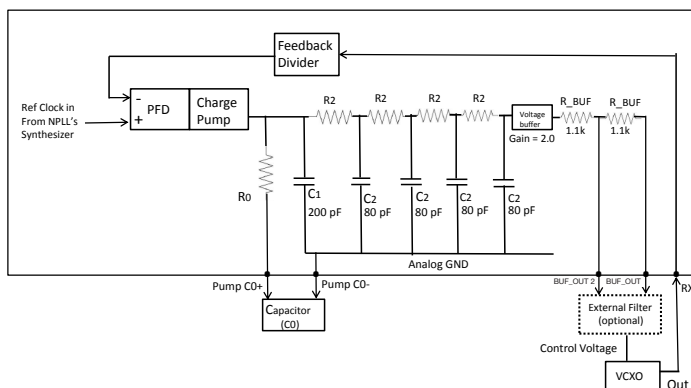 Feedback
Divider
Ref Clock in
From NPLL's
Synthesizer
-
+
PFD
Charge
Pump
R2
R2
R2
R2
Voltage
buffer
Gain = 2.0
R_BUF
1.1k
R_BUF
1.1k
R0
C1
200 pF
C2
80 pF
C2
80 pF
C2
80 pF
C2
80 pF
Analog GND
Pump C0+
Pump C0-
BUF_OUT 2
BUF_OUT
RX
Capacitor
(C0)
External Filter
(optional)
Control Voltage
VCXO
Out